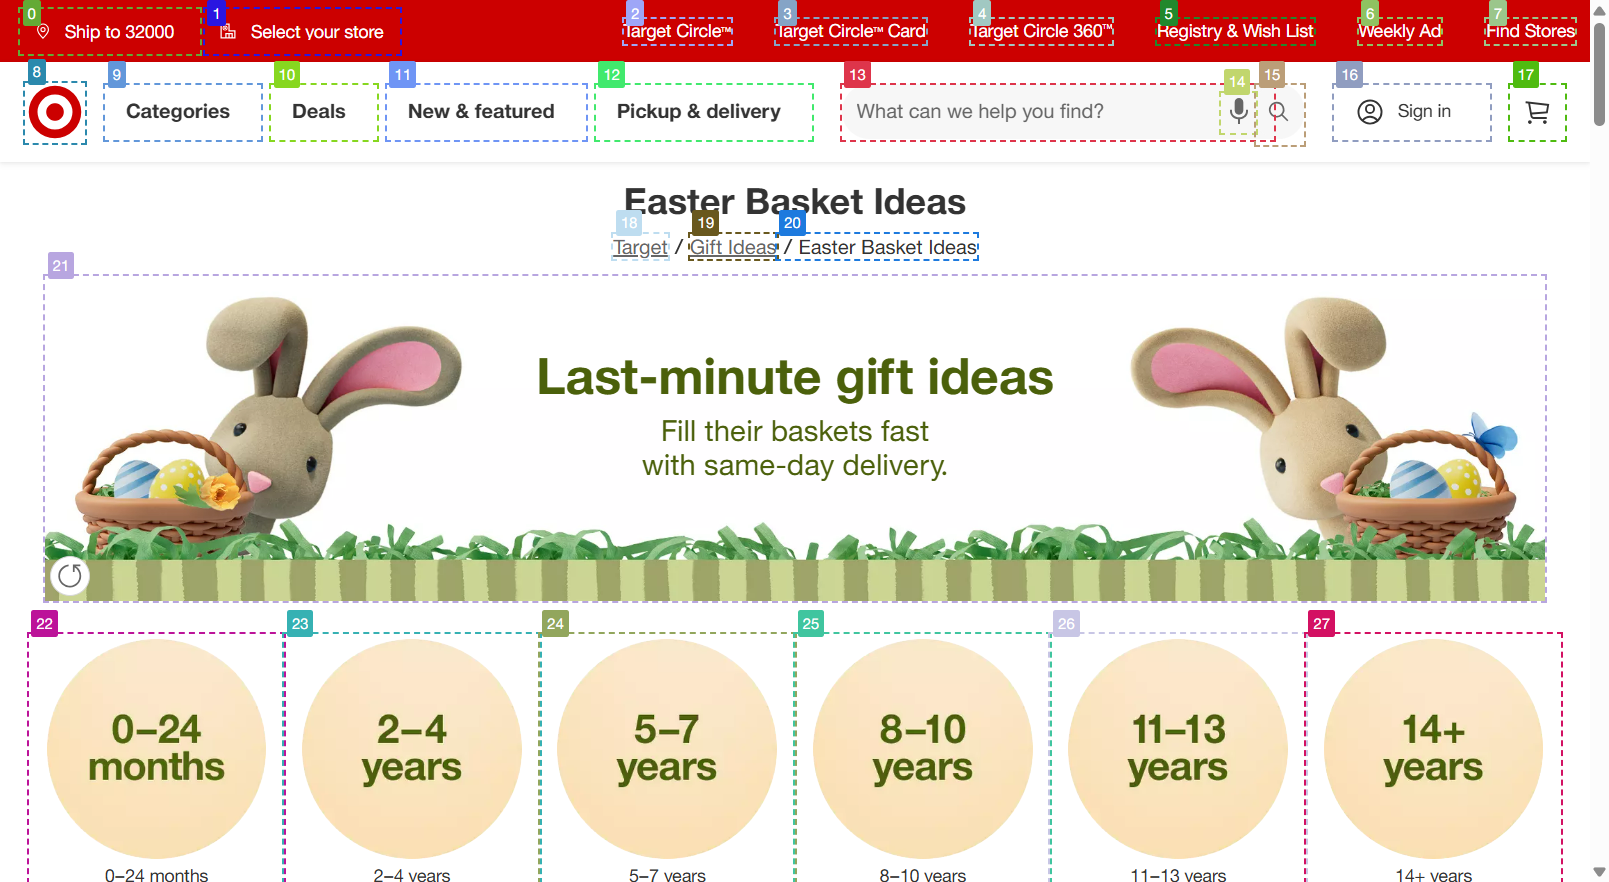 0
1
2
3
4
5
6
7
Ship to 32000
Select your store
Target Circle™
Target Circle™ Card
Target Circle 360™
Registry & Wish List
Weekly Ad
Find Stores
8
9
10
11
12
13
14
15
16
17
Categories
Deals
New & featured
Pickup & delivery
What can we help you find?
Sign in
Easter Basket Ideas
18
19
20
Target / Gift Ideas / Easter Basket Ideas
21
Last-minute gift ideas
Fill their baskets fast
with same-day delivery.
22
23
24
25
26
27
0–24
months
2–4
years
5–7
years
8–10
years
11–13
years
14+
years
0–24 months
2–4 years
5–7 years
8–10 years
11–13 years
14+ years